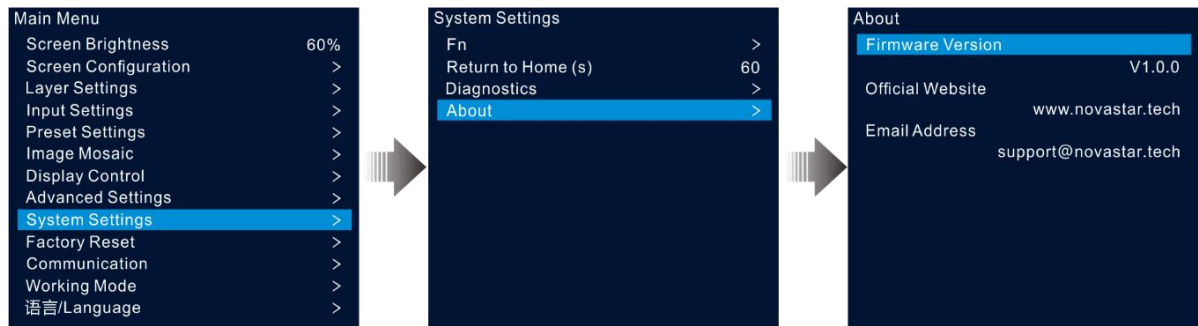 Main Menu
Screen Brightness 60%
Screen Configuration >
Layer Settings >
Input Settings >
Preset Settings >
Image Mosaic >
Display Control >
Advanced Settings >
System Settings >
Factory Reset >
Communication >
Working Mode >
语言/Language >
System Settings
Fn >
Return to Home (s) 60
Diagnostics >
About >
About
Firmware Version
V1.0.0
Official Website
www.novastar.tech
Email Address
support@novastar.tech